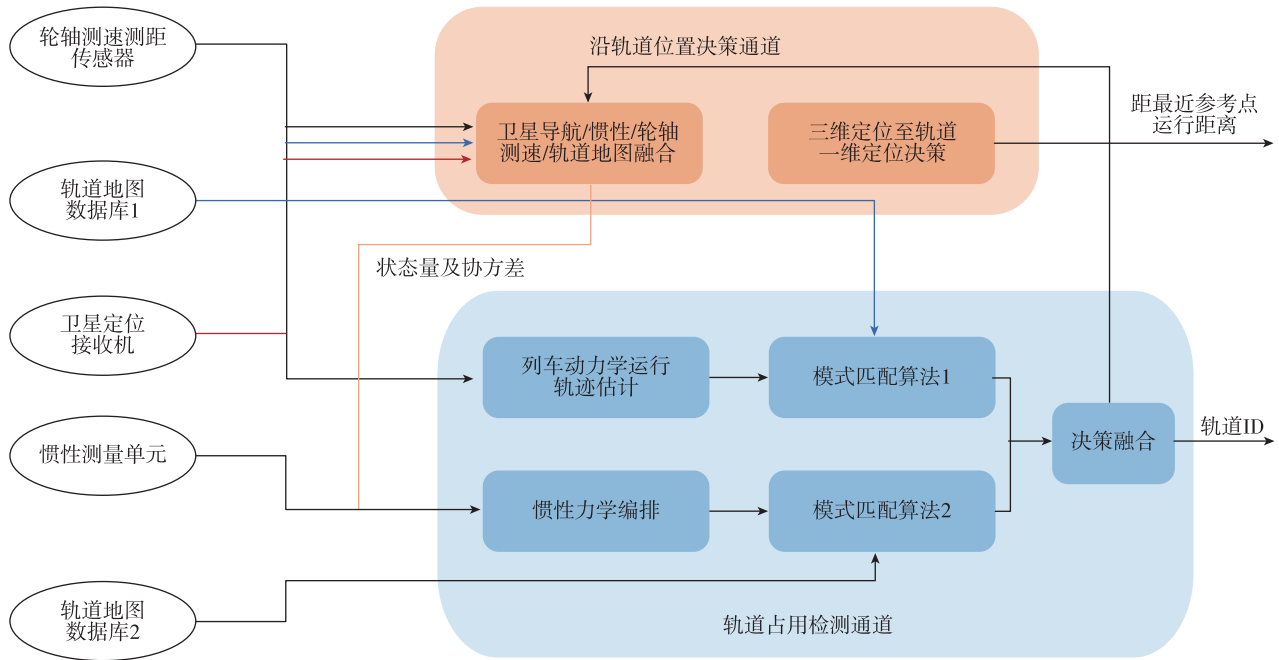 轮轴测速测距
传感器
轨道地图
数据库1
卫星定位
接收机
惯性测量单元
轨道地图
数据库2
沿轨道位置决策通道
卫星导航/惯性/轮轴
测速/轨道地图融合
三维定位至轨道
一维定位决策
距最近参考点
运行距离
状态量及协方差
列车动力学运行
轨迹估计
模式匹配算法1
决策融合
轨道ID
惯性力学编排
模式匹配算法2
轨道占用检测通道